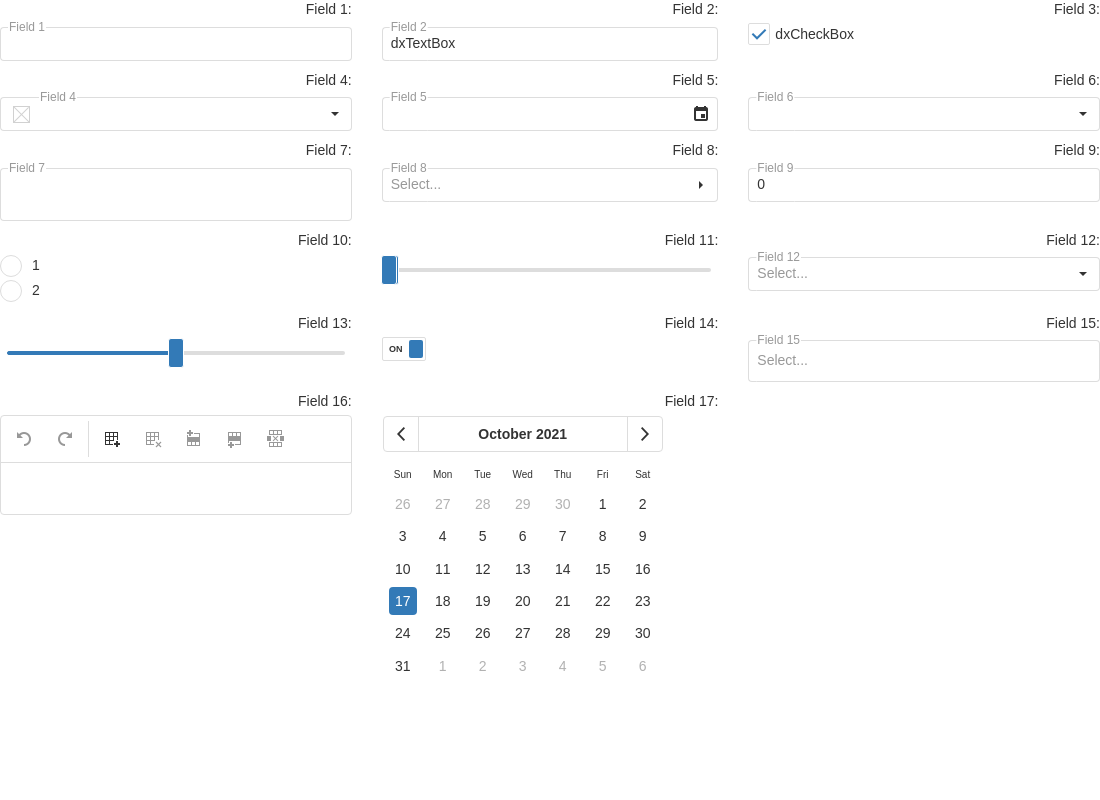 Field 1:
Field 1
Field 2:
Field 2
dxTextBox
Field 3:
dxCheckBox
Field 4:
Field 4
Field 5:
Field 5
Field 6:
Field 6
Field 7:
Field 7
Field 8:
Field 8
Select...
Field 9:
Field 9
0
Field 10:
1
2
Field 11:
Field 12:
Field 12
Select...
Field 13:
Field 14:
ON
Field 15:
Field 15
Select...
Field 16:
Field 17:
October 2021
Sun Mon Tue Wed Thu Fri Sat
26 27 28 29 30 1 2
3 4 5 6 7 8 9
10 11 12 13 14 15 16
17 18 19 20 21 22 23
24 25 26 27 28 29 30
31 1 2 3 4 5 6